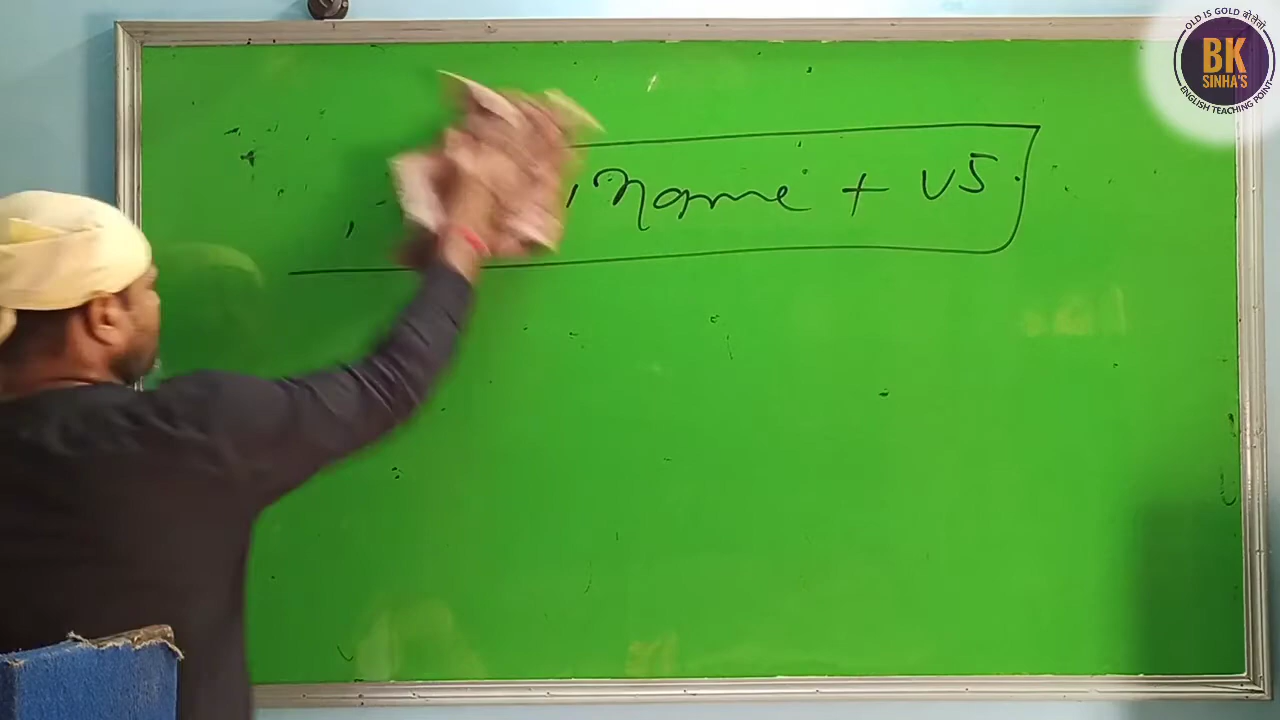 name + V5
OLD IS GOLD बोलेतो
BK
SINHA'S
ENGLISH TEACHING POINT